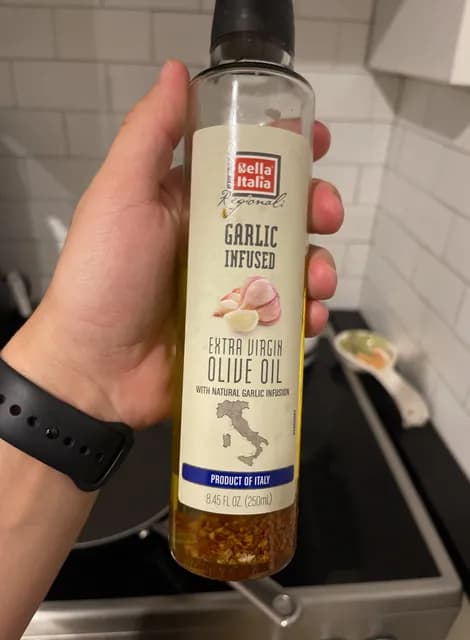 Bella
Italia
Regionali
GARLIC
INFUSED
EXTRA VIRGIN
OLIVE OIL
WITH NATURAL GARLIC INFUSION
PRODUCT OF ITALY
8.45 FL OZ. (250mL)